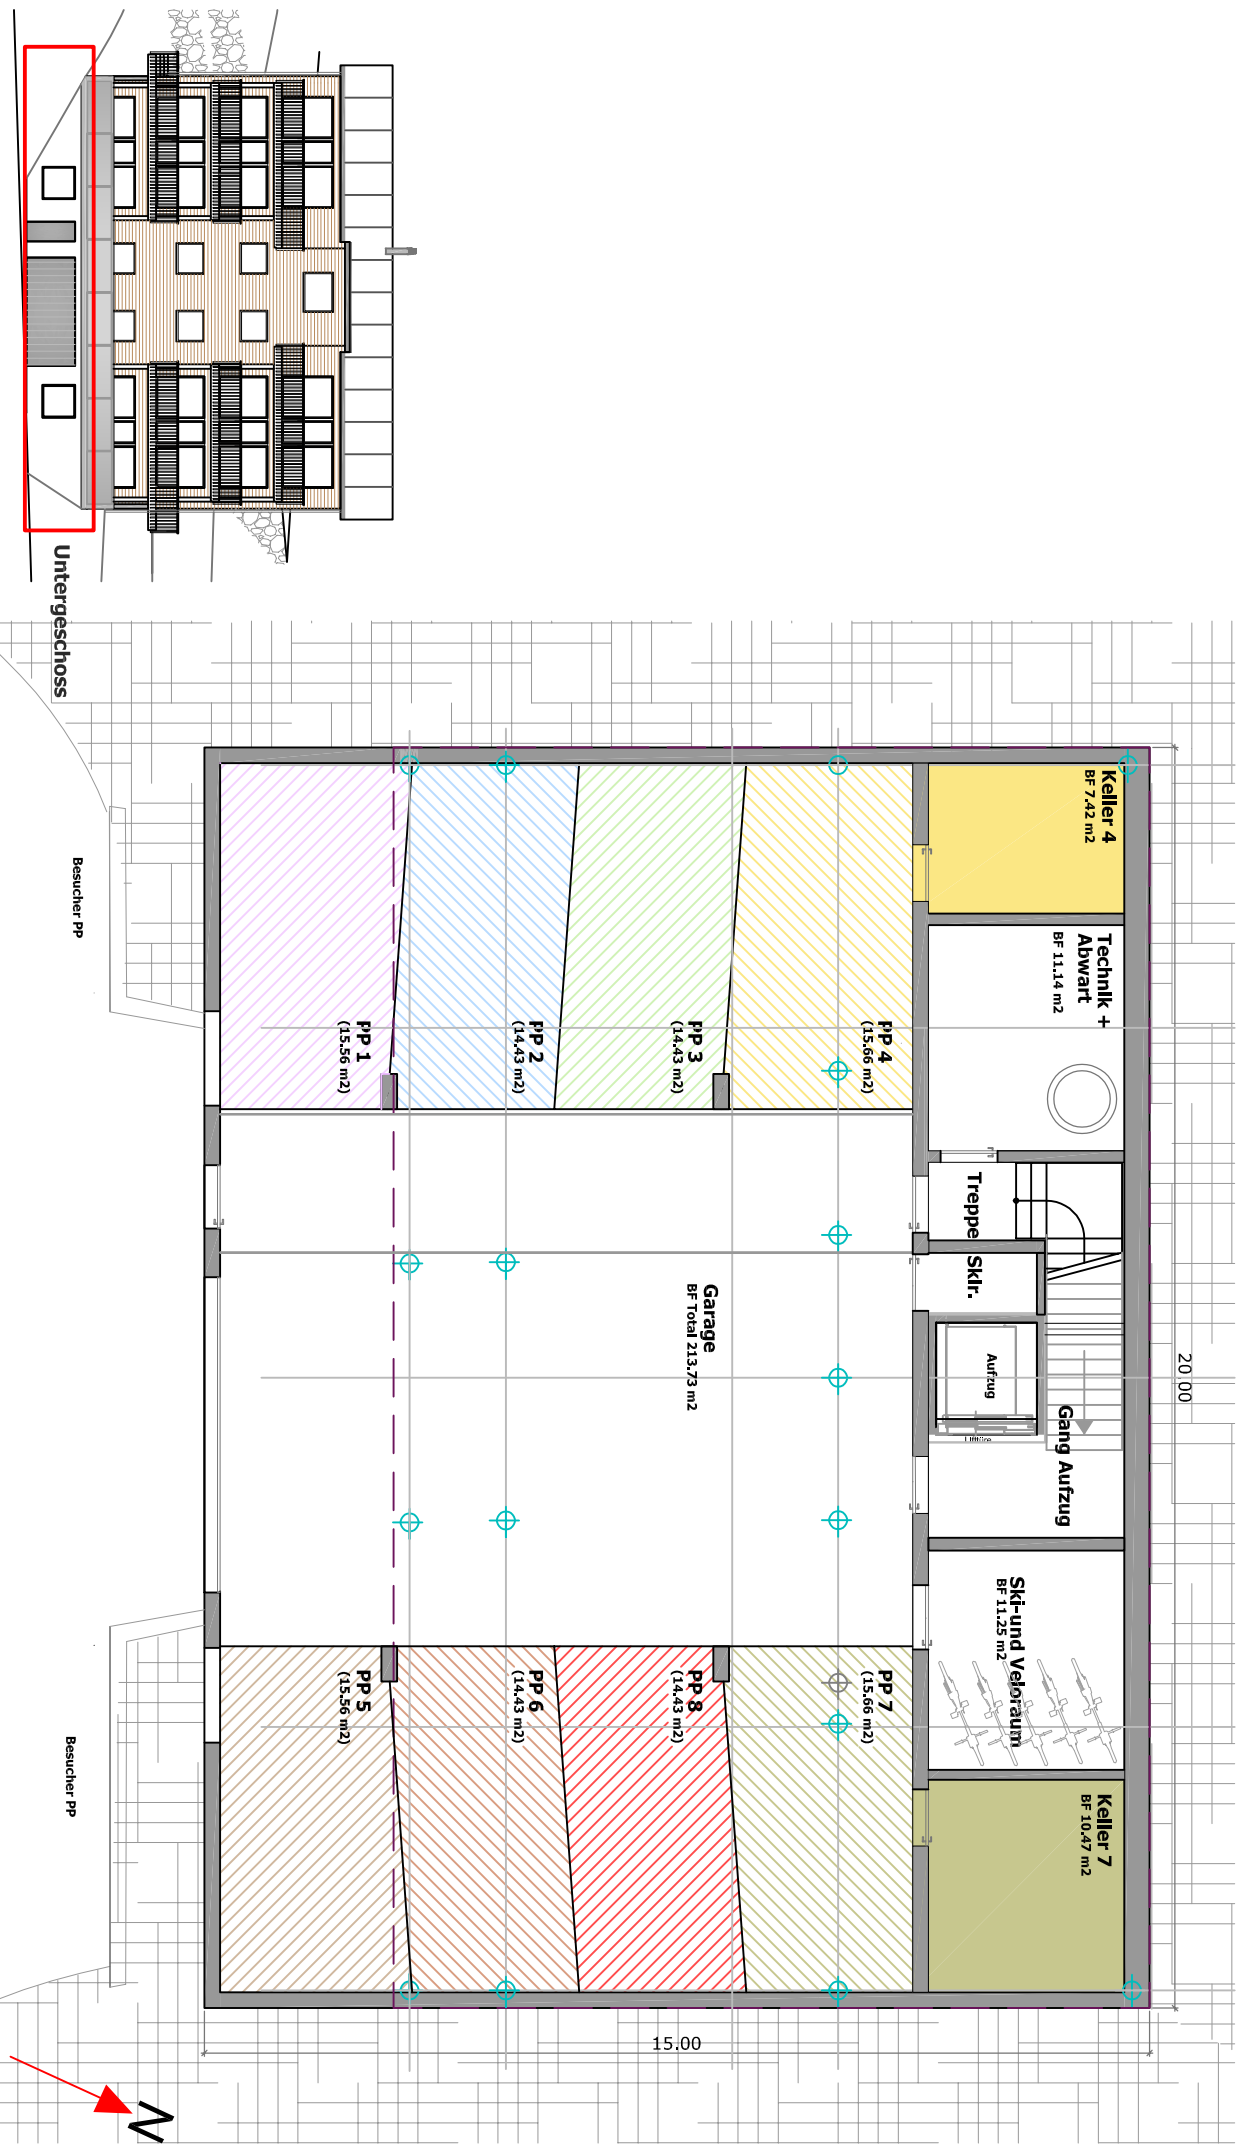 Untergeschoss
Keller 4
BF 7.42 m2
Technik +
Abwart
BF 11.14 m2
Treppe
Sklr.
Aufzug
Lifttüre
Gang Aufzug
Ski-und Veloraum
BF 11.25 m2
Keller 7
BF 10.47 m2
PP 4
(15.66 m2)
PP 3
(14.43 m2)
PP 2
(14.43 m2)
PP 1
(15.56 m2)
Garage
BF Total 213.73 m2
PP 7
(15.66 m2)
PP 8
(14.43 m2)
PP 6
(14.43 m2)
PP 5
(15.56 m2)
Besucher PP
Besucher PP
20.00
15.00
N